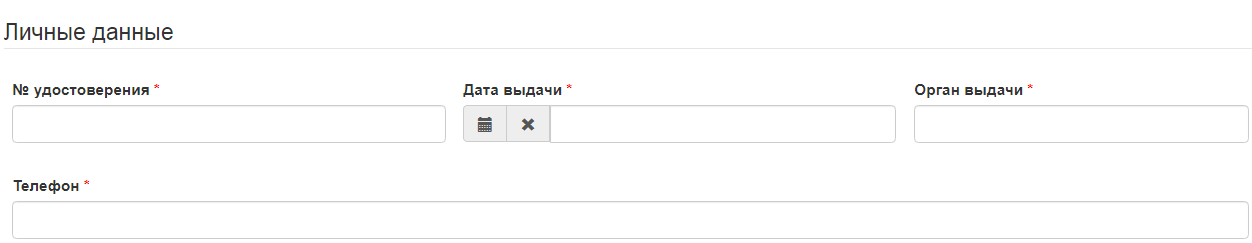 Личные данные
№ удостоверения * Дата выдачи * Орган выдачи *
Телефон *